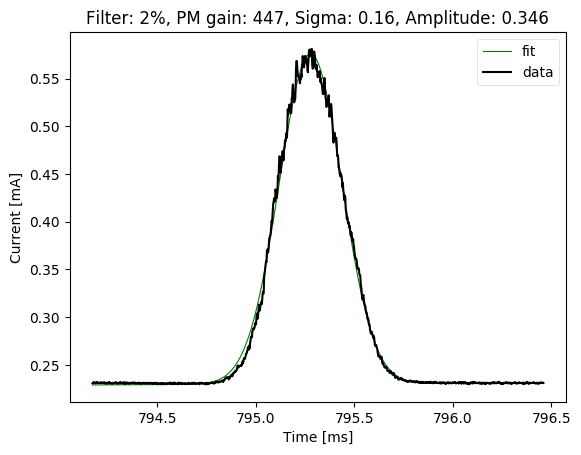 Filter: 2%, PM gain: 447, Sigma: 0.16, Amplitude: 0.346
fit
data
0.55
0.50
0.45
0.40
0.35
0.30
0.25
Current [mA]
794.5 795.0 795.5 796.0 796.5
Time [ms]